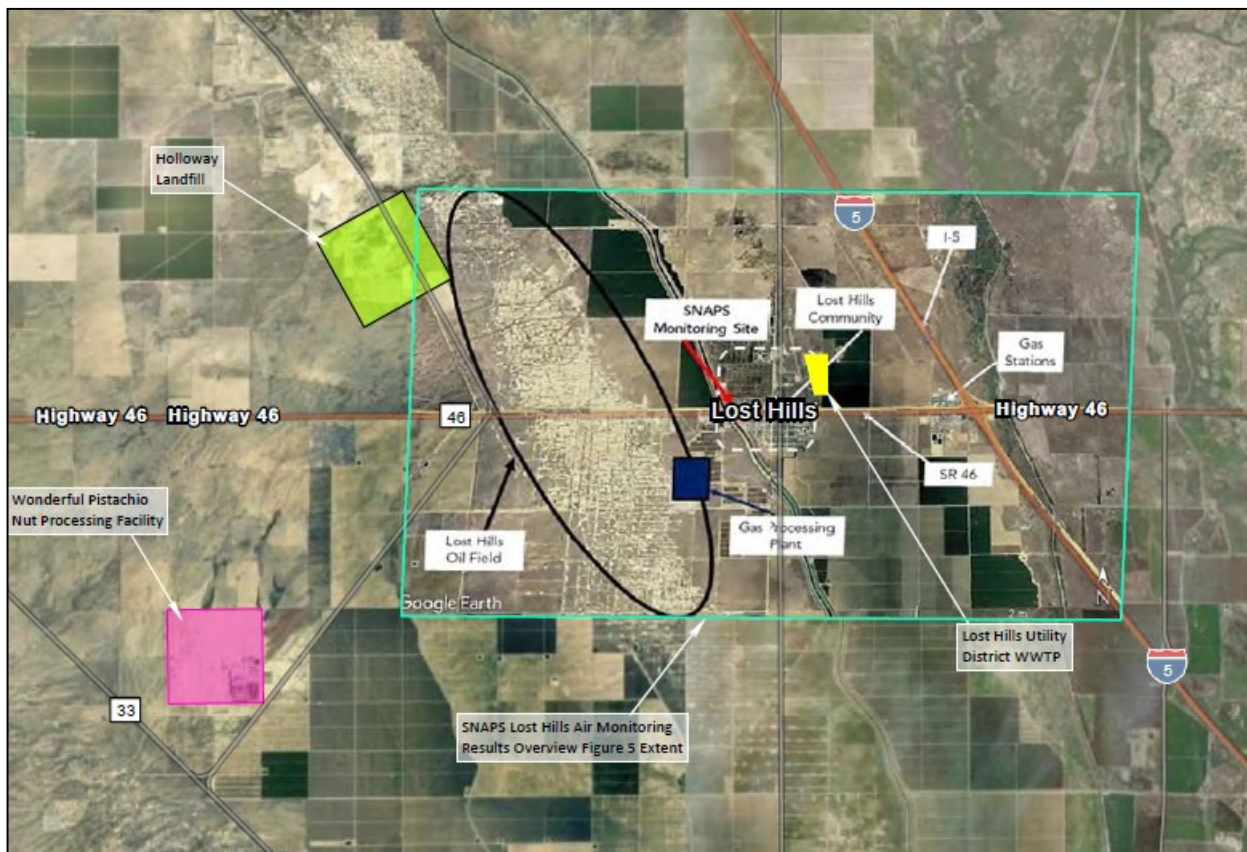 Holloway
Landfill
5
I-5
SNAPS
Monitoring Site
Lost Hills
Community
Gas
Stations
Highway 46
Highway 46
46
Lost Hills
Highway 46
SR 46
Wonderful Pistachio
Nut Processing Facility
Lost Hills
Oil Field
Gas Processing
Plant
Google Earth
2 m
N
Lost Hills Utility
District WWTP
5
33
SNAPS Lost Hills Air Monitoring
Results Overview Figure 5 Extent